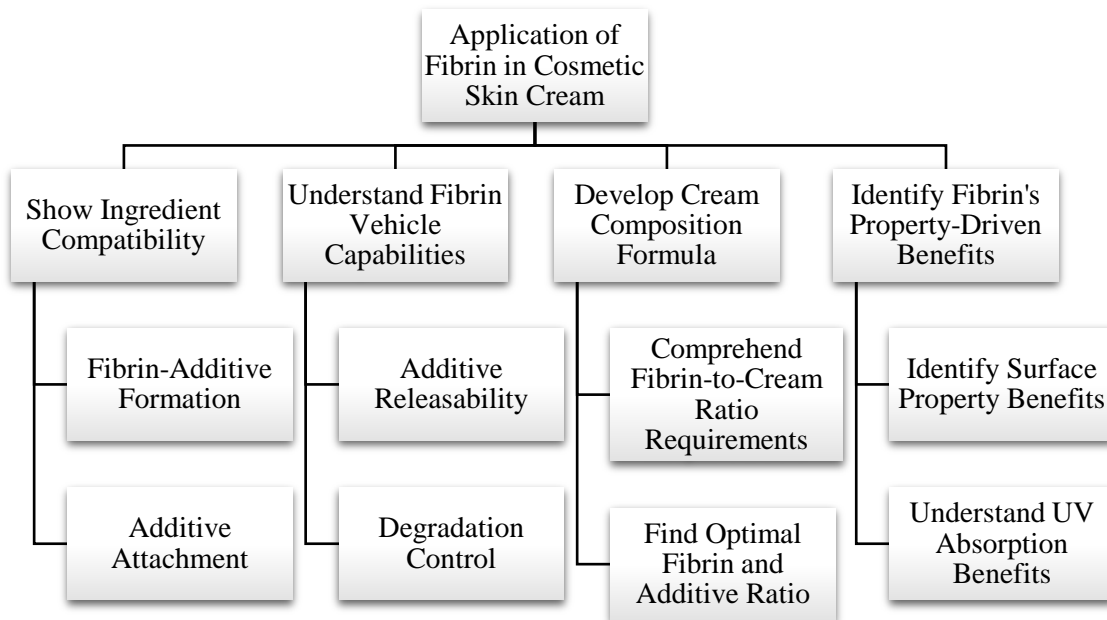 Application of
Fibrin in Cosmetic
Skin Cream
Show Ingredient
Compatibility
Understand Fibrin
Vehicle
Capabilities
Develop Cream
Composition
Formula
Identify Fibrin's
Property-Driven
Benefits
Fibrin-Additive
Formation
Additive
Releasability
Comprehend
Fibrin-to-Cream
Ratio
Requirements
Identify Surface
Property Benefits
Additive
Attachment
Degradation
Control
Find Optimal
Fibrin and
Additive Ratio
Understand UV
Absorption
Benefits